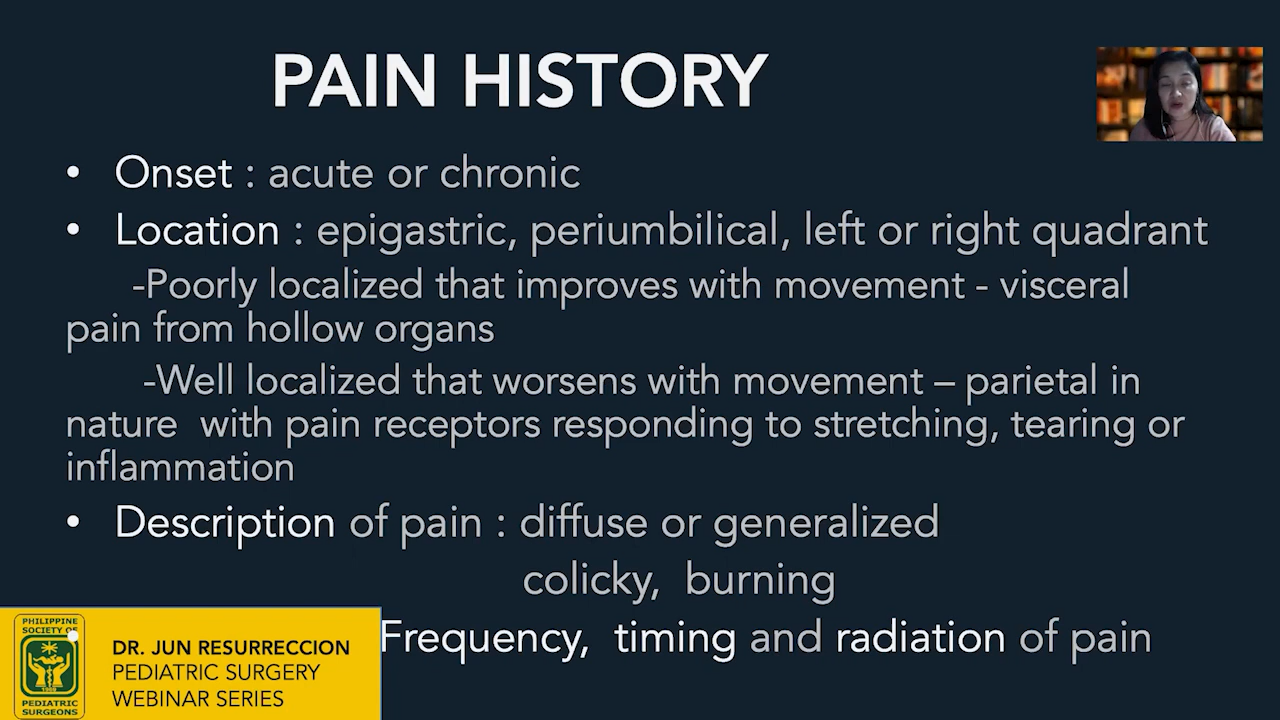 PAIN HISTORY
• Onset : acute or chronic
• Location : epigastric, periumbilical, left or right quadrant
-Poorly localized that improves with movement - visceral
pain from hollow organs
-Well localized that worsens with movement – parietal in
nature with pain receptors responding to stretching, tearing or
inflammation
• Description of pain : diffuse or generalized
colicky, burning
Frequency, timing and radiation of pain
PHILIPPINE
SOCIETY OF
1968
PEDIATRIC
SURGEONS
DR. JUN RESURRECCION
PEDIATRIC SURGERY
WEBINAR SERIES